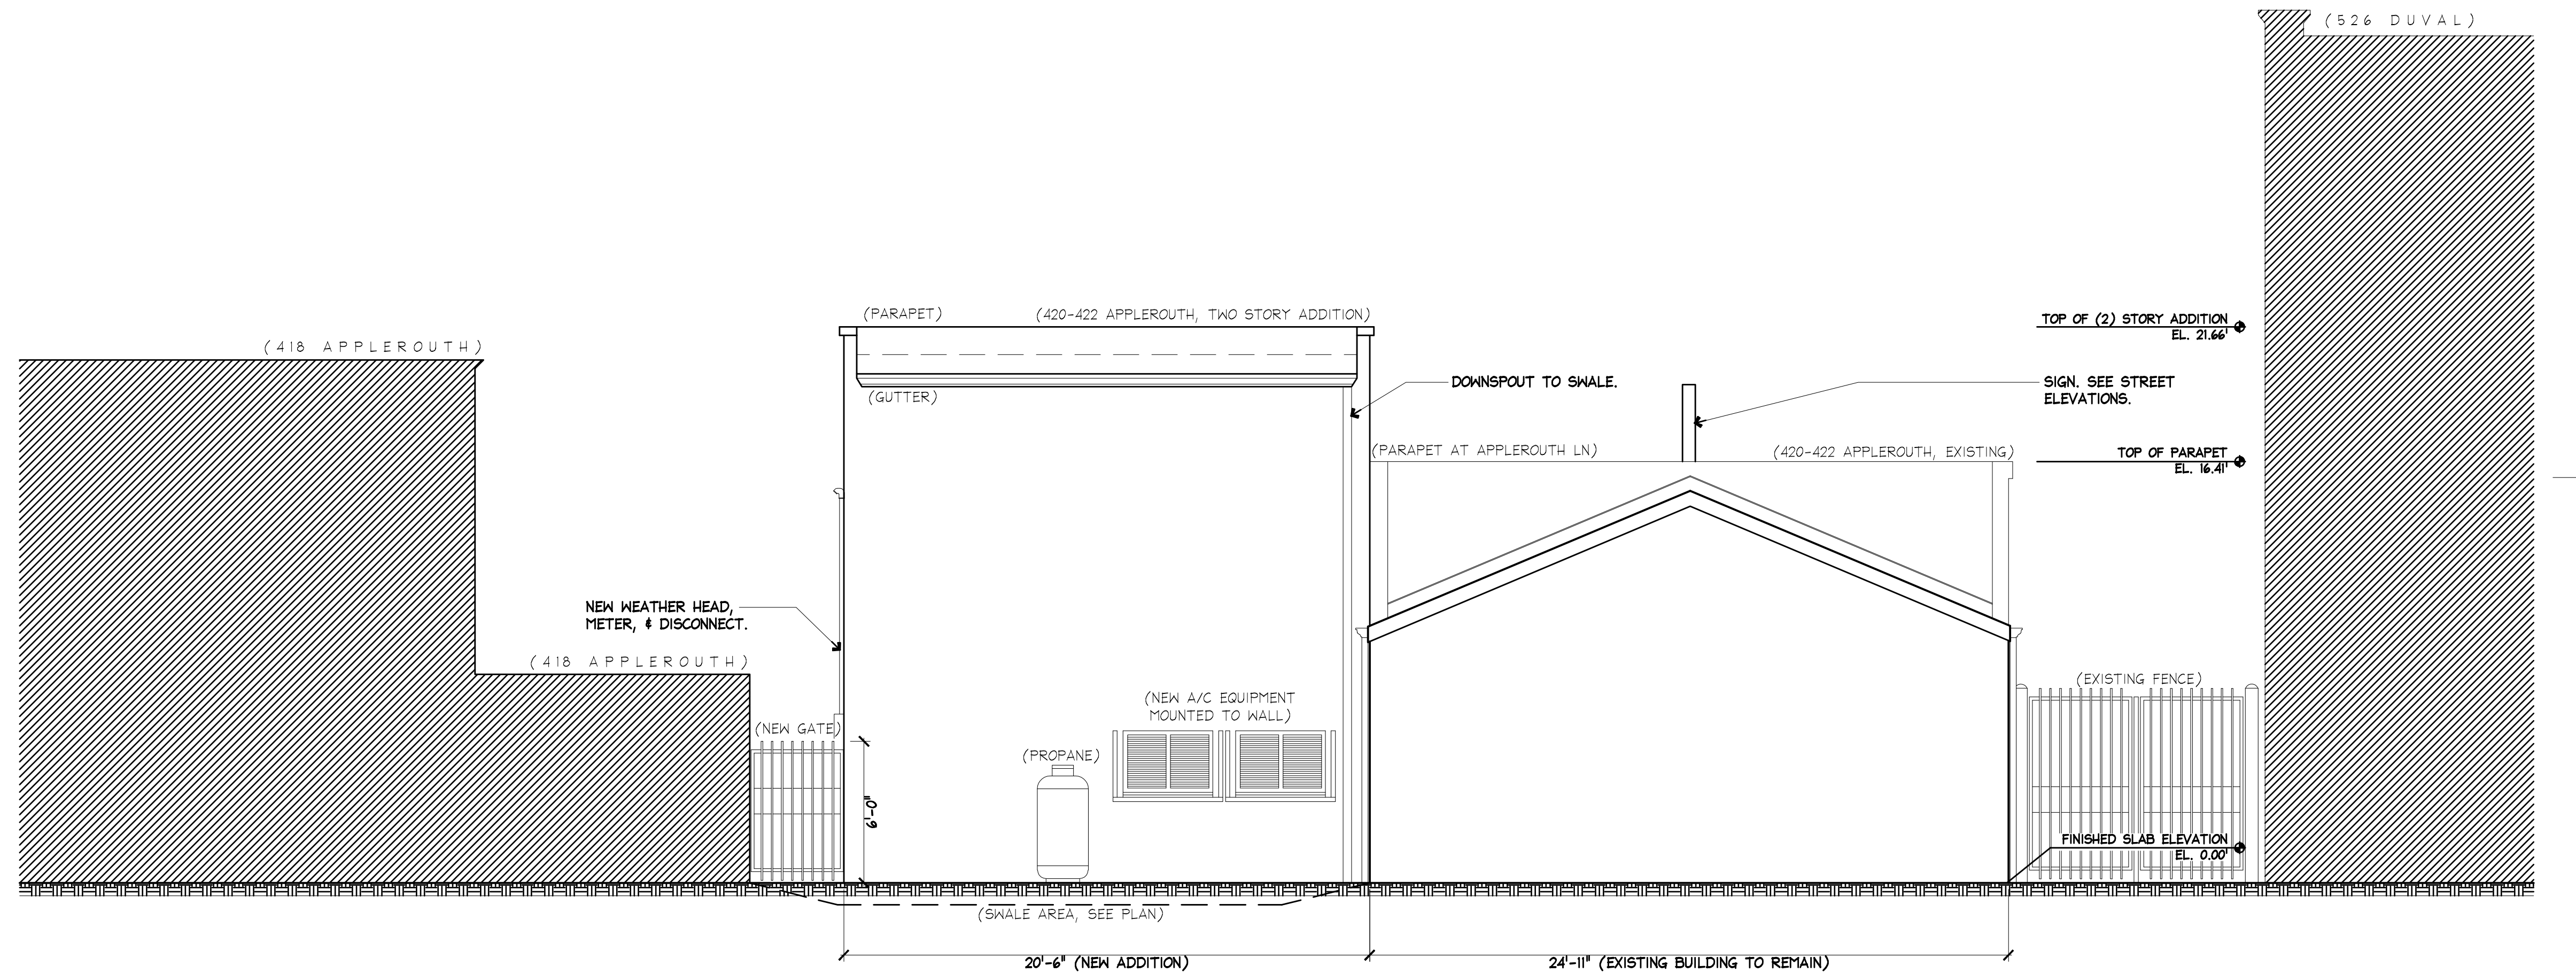 (526 DUVAL)
(PARAPET)
(420-422 APPLEROUTH, TWO STORY ADDITION)
TOP OF (2) STORY ADDITION
EL. 21.66'
(418 APPLEROUTH)
(GUTTER)
DOWNSPOUT TO SWALE.
SIGN. SEE STREET
ELEVATIONS.
(PARAPET AT APPLEROUTH LN)
(420-422 APPLEROUTH, EXISTING)
TOP OF PARAPET
EL. 16.41'
NEW WEATHER HEAD,
METER, & DISCONNECT.
(418 APPLEROUTH)
(EXISTING FENCE)
(NEW A/C EQUIPMENT
MOUNTED TO WALL)
(NEW GATE)
(PROPANE)
6'-0"
FINISHED SLAB ELEVATION
EL. 0.00'
(SWALE AREA, SEE PLAN)
20'-6" (NEW ADDITION)
24'-11" (EXISTING BUILDING TO REMAIN)